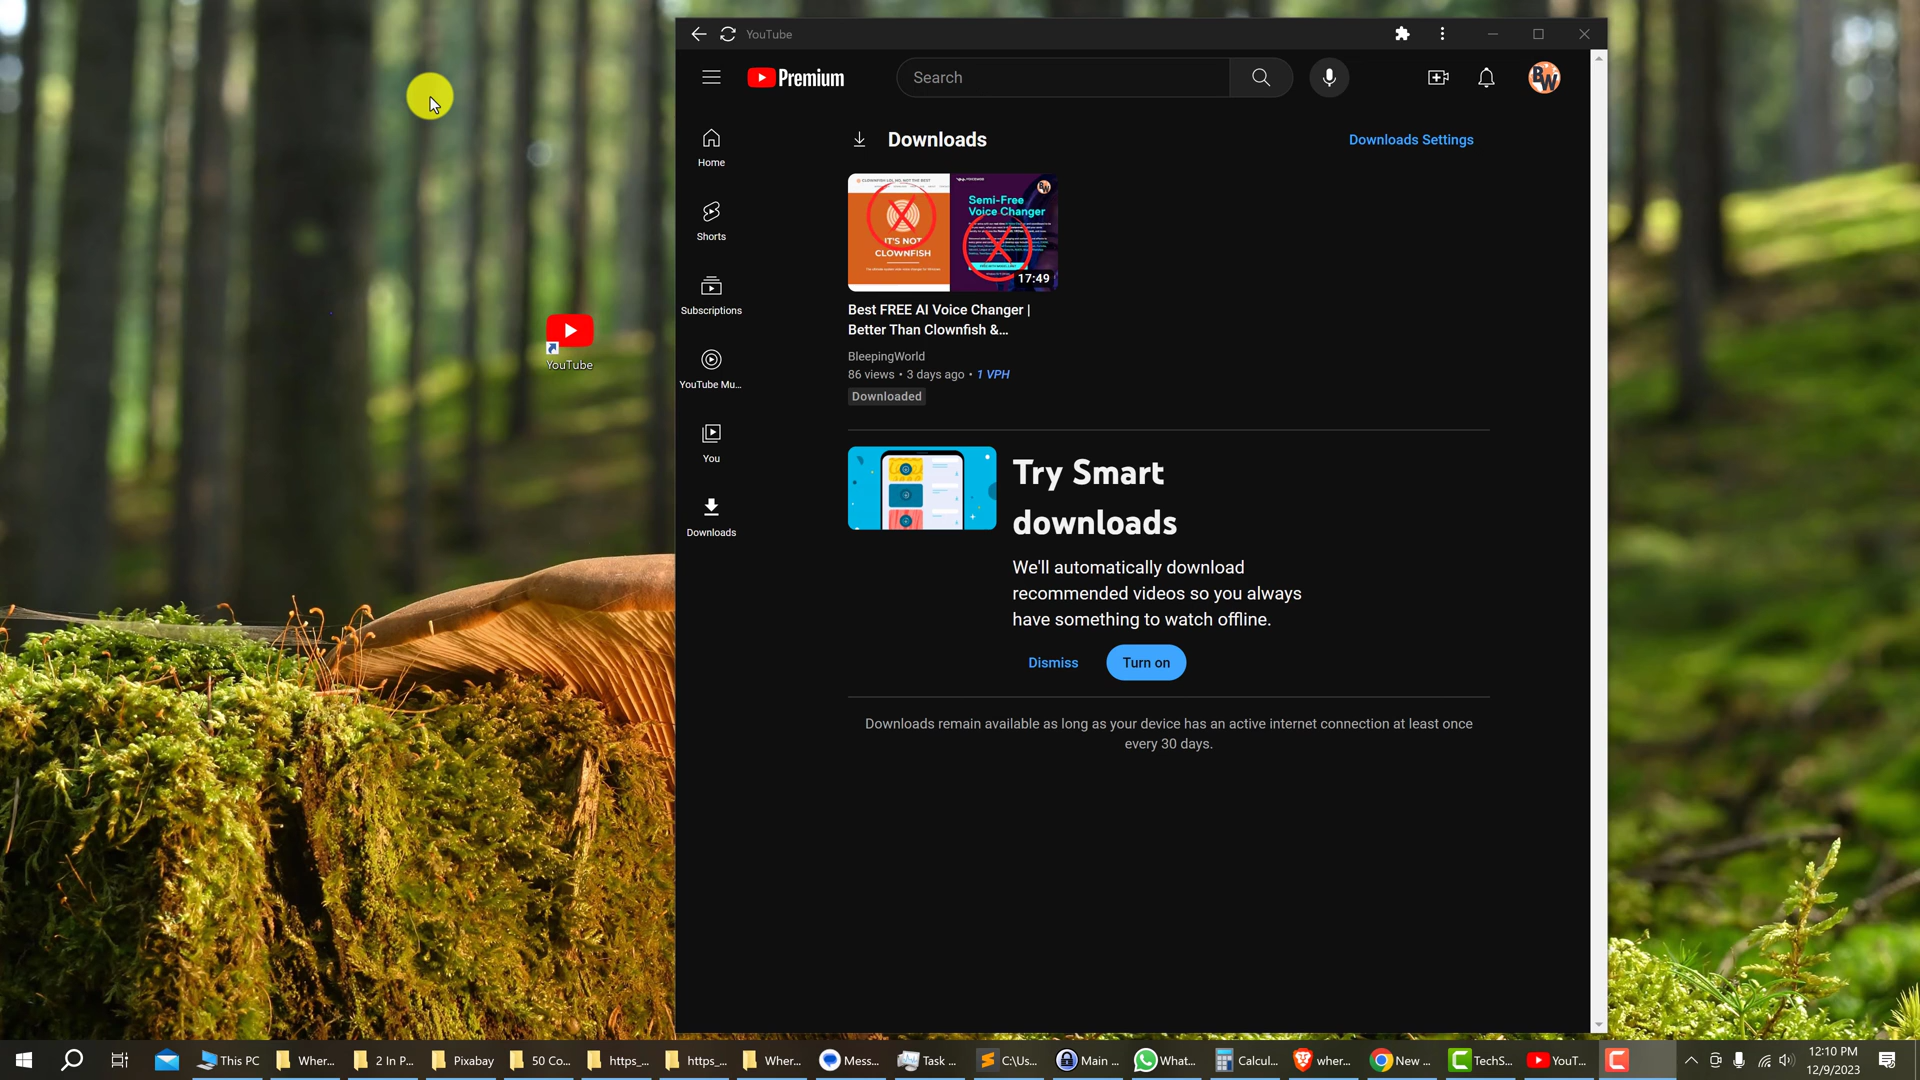 YouTube
Premium
Search
Home
Shorts
Subscriptions
YouTube Mu...
You
Downloads
YouTube
Downloads
Downloads Settings
IT'S NOT
CLOWNFISH
Semi-Free
Voice Changer
17:49
Best FREE AI Voice Changer |
Better Than Clownfish &...
BleepingWorld
86 views • 3 days ago • 1 VPH
Downloaded
Try Smart
downloads
We'll automatically download
recommended videos so you always
have something to watch offline.
Dismiss
Turn on
Downloads remain available as long as your device has an active internet connection at least once
every 30 days.
This PC
Wher...
2 In P...
Pixabay
50 Co...
https_...
https_...
Wher...
Mess...
Task ...
C:\Us...
Main ...
What...
Calcul...
wher...
New ...
TechS...
YouT...
12:10 PM
12/9/2023